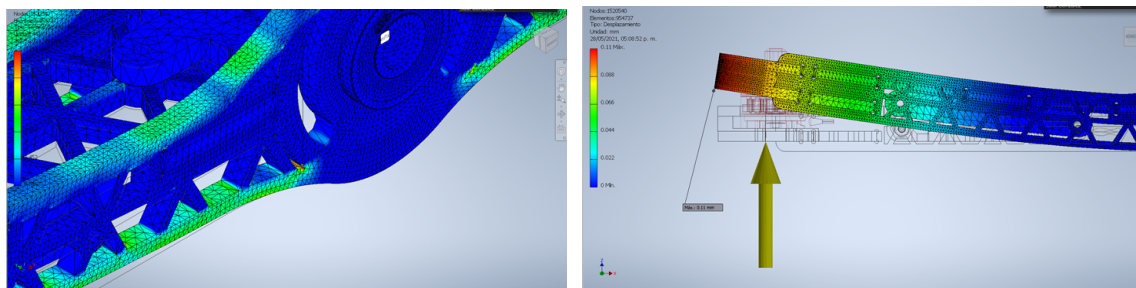 Nodos:1520540
Elementos:954737
Tipo: Desplazamiento
Unidad: mm
28/05/2021, 05:08:52 p. m.
0.11 Máx.
0.088
0.066
0.044
0.022
0 Mín.
Máx.: 0.11 mm
Z
X